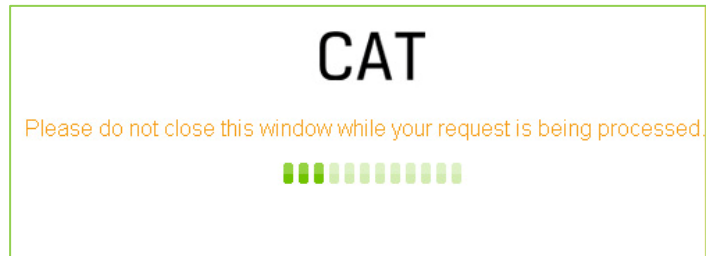 CAT
Please do not close this window while your request is being processed.